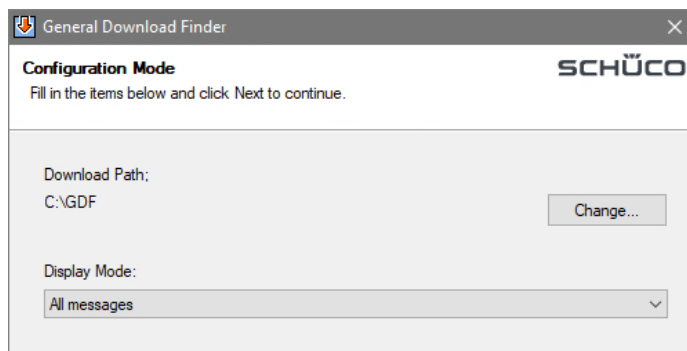 General Download Finder
Configuration Mode
SCHÜCO
Fill in the items below and click Next to continue.
Download Path;
C:\GDF
Change...
Display Mode:
All messages